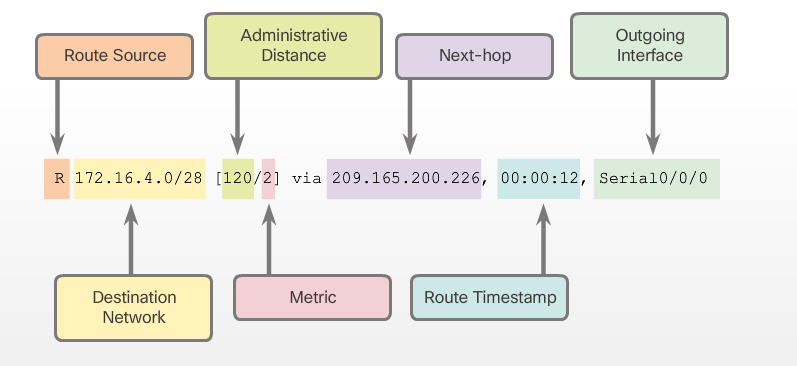 Route Source
Administrative
Distance
Next-hop
Outgoing
Interface
R 172.16.4.0/28 [120/2] via 209.165.200.226, 00:00:12, Serial0/0/0
Destination
Network
Metric
Route Timestamp